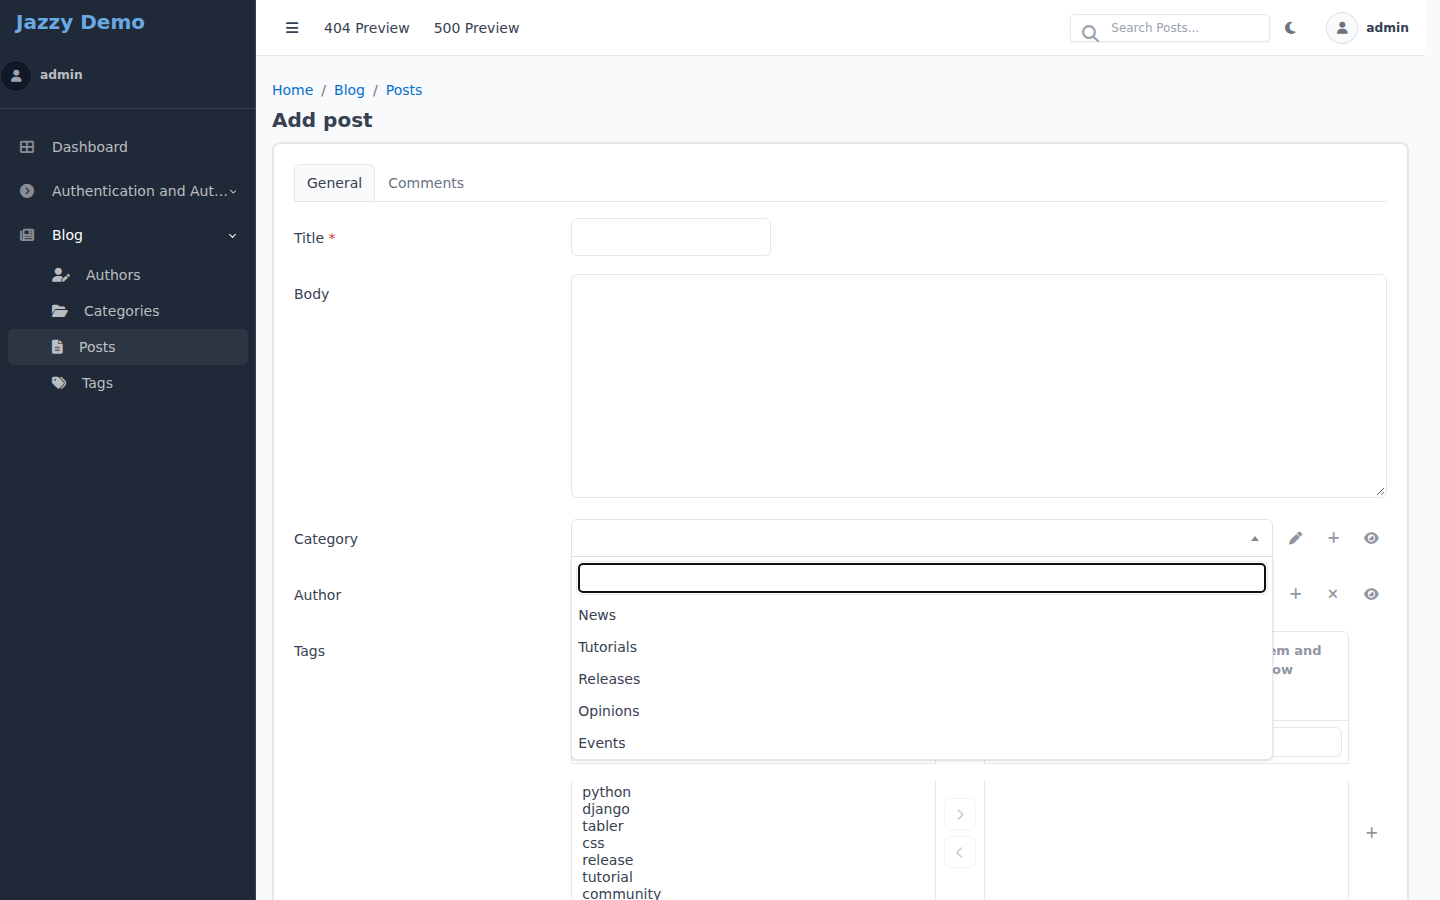 Jazzy Demo
admin
Dashboard
Authentication and Aut...
Blog
Authors
Categories
Posts
Tags
404 Preview
500 Preview
Search Posts...
admin
Home / Blog / Posts
Add post
General
Comments
Title *
Body
Category
News
Tutorials
Releases
Opinions
Events
Author
Tags
em and
ow
python
django
tabler
css
release
tutorial
community